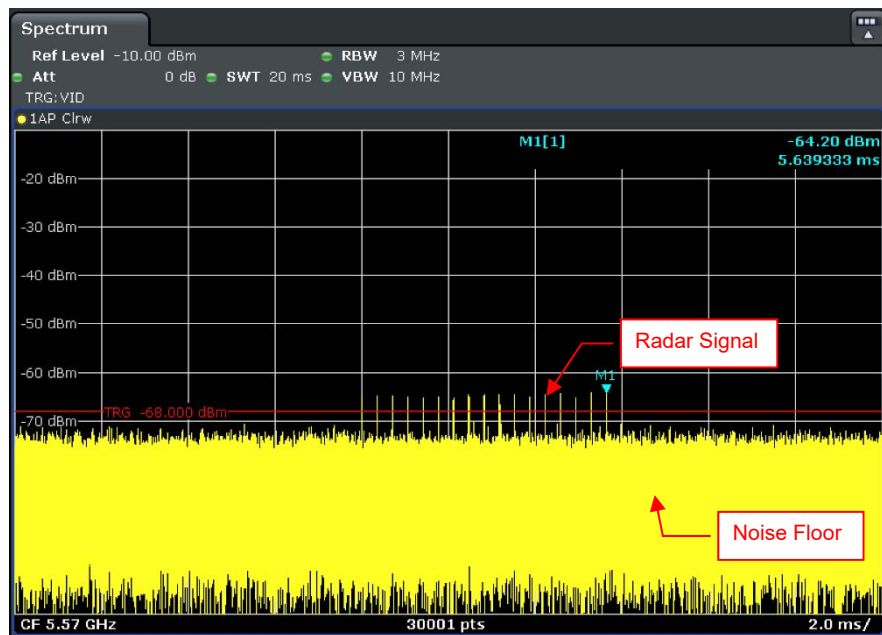 Spectrum
Ref Level -10.00 dBm RBW 3 MHz
Att 0 dB SWT 20 ms VBW 10 MHz
TRG:VID
1AP Clrw
M1[1] -64.20 dBm
5.639333 ms
-20 dBm
-30 dBm
-40 dBm
-50 dBm
Radar Signal
-60 dBm
M1
TRG -68.000 dBm
-70 dBm
Noise Floor
CF 5.57 GHz 30001 pts 2.0 ms/